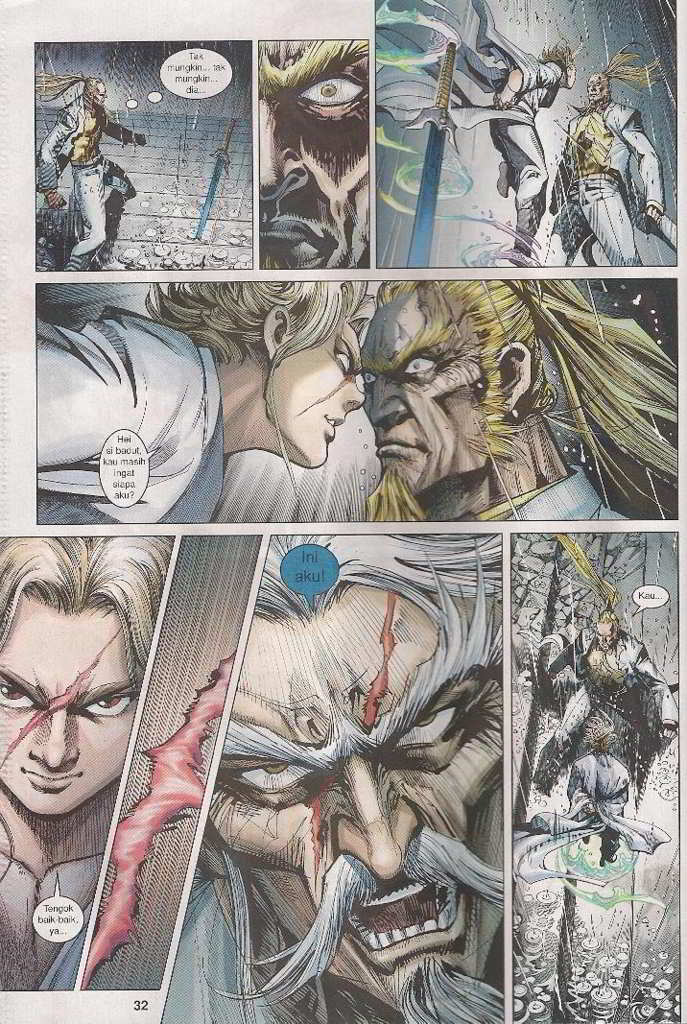 Tak
mungkin... tak
mungkin
dia...
Hei
si badut,
kau masih
ingat
siapa
aku?
Tengok
baik-baik,
ya...
Ini
aku!
Kau...
32